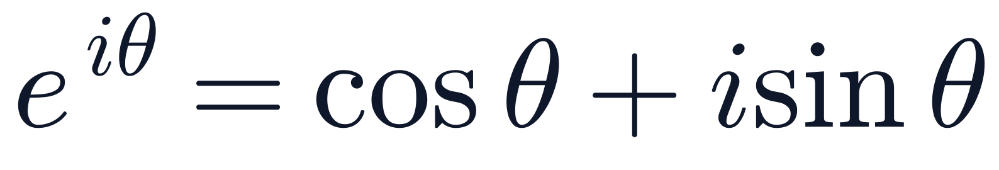 e^{iθ} = cos θ + i sin θ